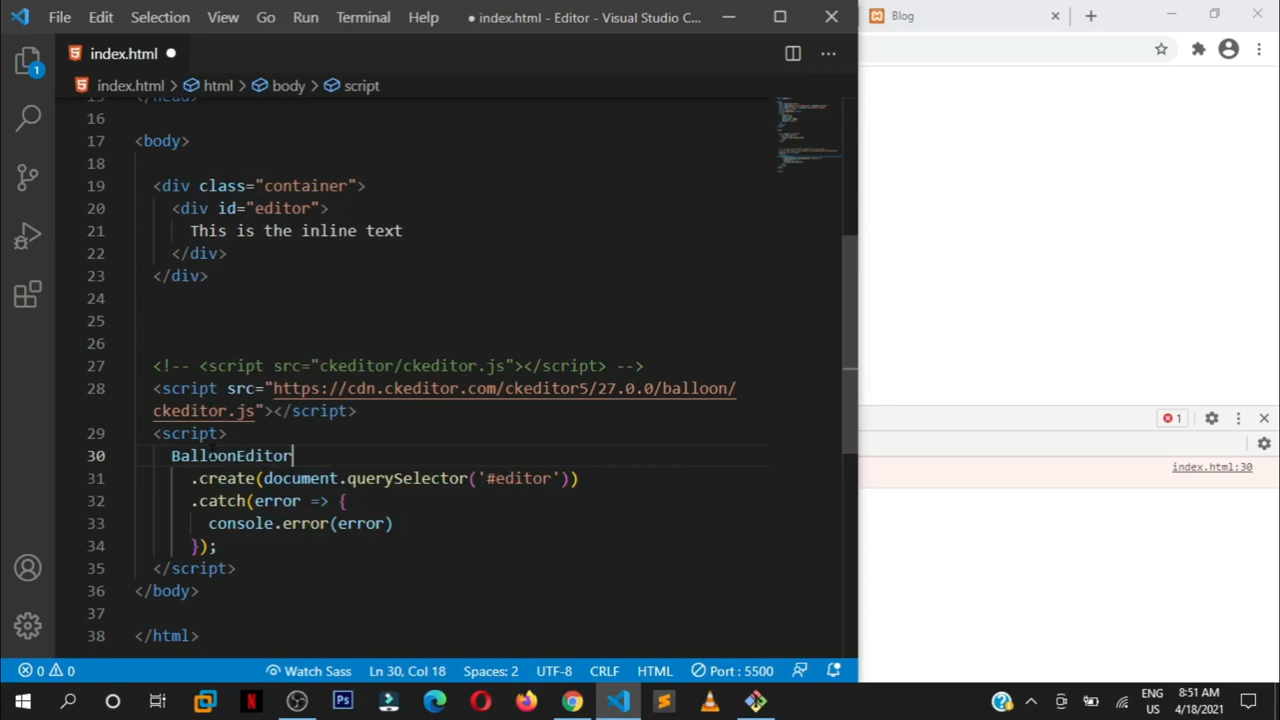 File Edit Selection View Go Run Terminal Help ● index.html - Editor - Visual Studio C...
Blog
index.html ●
1
index.html > html > body > script
16
17 <body>
18
19 <div class="container">
20 <div id="editor">
21 This is the inline text
22 </div>
23 </div>
24
25
26
27 <!-- <script src="ckeditor/ckeditor.js"></script> -->
28 <script src="https://cdn.ckeditor.com/ckeditor5/27.0.0/balloon/
ckeditor.js"></script>
29 <script>
30 BalloonEditor
31 .create(document.querySelector('#editor'))
32 .catch(error => {
33 console.error(error)
34 });
35 </script>
36 </body>
37
38 </html>
1
index.html:30
0 0 Watch Sass Ln 30, Col 18 Spaces: 2 UTF-8 CRLF HTML Port : 5500
Ps
ENG 8:51 AM
US 4/18/2021